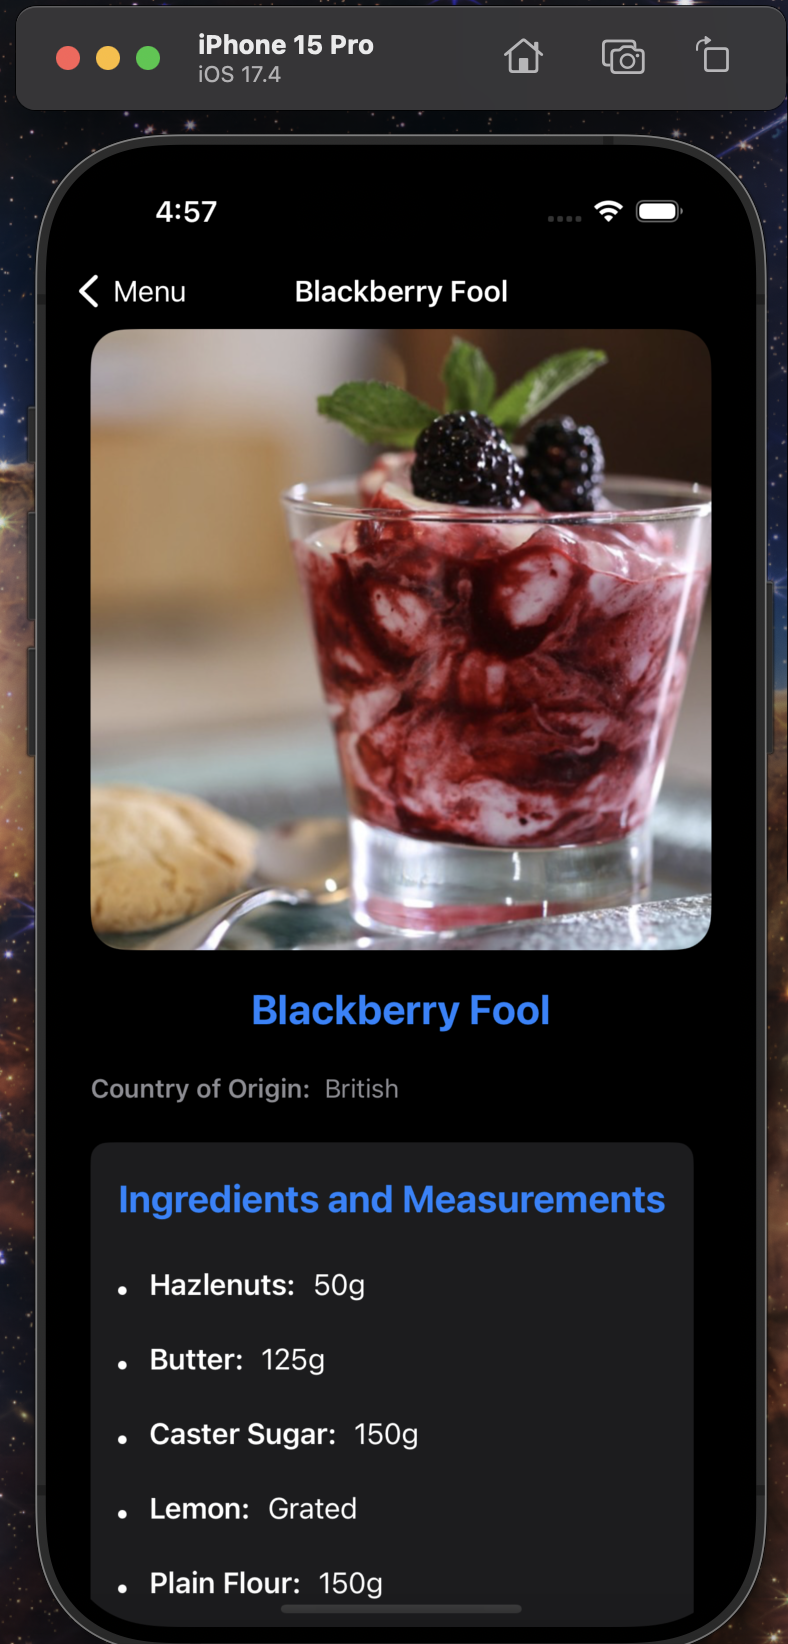 iPhone 15 Pro
iOS 17.4
4:57
Menu Blackberry Fool
Blackberry Fool
Country of Origin: British
Ingredients and Measurements
• Hazlenuts: 50g
• Butter: 125g
• Caster Sugar: 150g
• Lemon: Grated
• Plain Flour: 150g